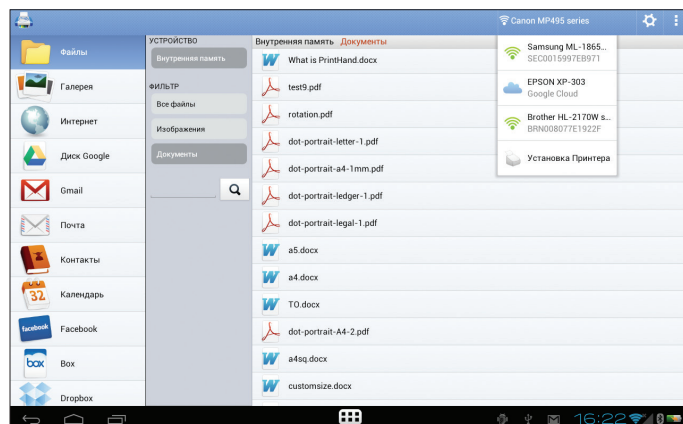 Canon MP495 series
Файлы
Галерея
Интернет
Диск Google
Gmail
Почта
Контакты
32
Календарь
facebook
Facebook
box
Box
Dropbox
УСТРОЙСТВО
Внутренняя память
ФИЛЬТР
Все файлы
Изображения
Документы
Внутренняя память Документы
W What is PrintHand.docx
test9.pdf
rotation.pdf
dot-portrait-letter-1.pdf
dot-portrait-a4-1mm.pdf
dot-portrait-ledger-1.pdf
dot-portrait-legal-1.pdf
W a5.docx
W a4.docx
W TO.docx
dot-portrait-A4-2.pdf
W a4sq.docx
W customsize.docx
Samsung ML-1865...
SEC0015997EB971
EPSON XP-303
Google Cloud
Brother HL-2170W s...
BRN008077E1922F
Установка Принтера
16:22